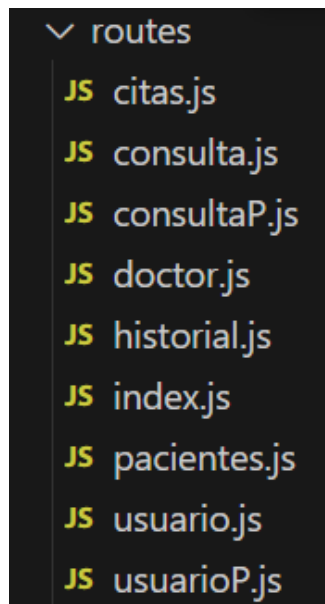 routes
JS citas.js
JS consulta.js
JS consultaP.js
JS doctor.js
JS historial.js
JS index.js
JS pacientes.js
JS usuario.js
JS usuarioP.js